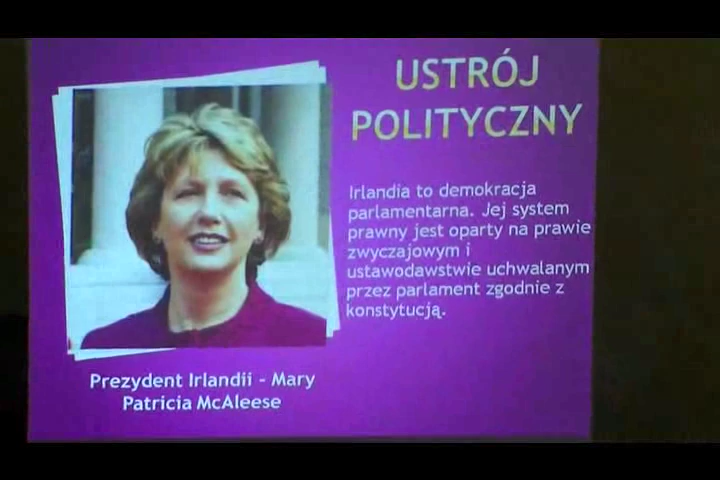 USTRÓJ
POLITYCZNY
Irlandia to demokracja
parlamentarna. Jej system
prawny jest oparty na prawie
zwyczajowym i
ustawodawstwie uchwalanym
przez parlament zgodnie z
konstytucją.
Prezydent Irlandii - Mary
Patricia McAleese